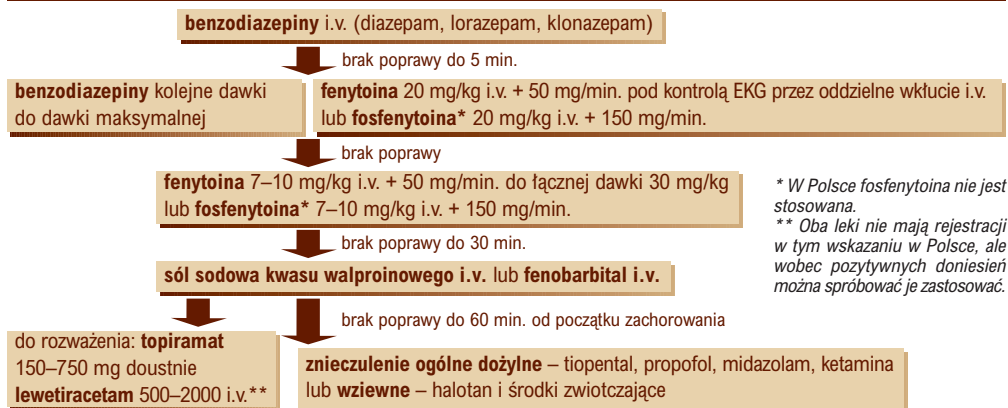 benzodiazepiny i.v. (diazepam, lorazepam, klonazepam)
brak poprawy do 5 min.
benzodiazepiny kolejne dawki
do dawki maksymalnej
fenytoina 20 mg/kg i.v. + 50 mg/min. pod kontrolą EKG przez oddzielne wkłucie i.v.
lub fosfenytoina* 20 mg/kg i.v. + 150 mg/min.
brak poprawy
fenytoina 7–10 mg/kg i.v. + 50 mg/min. do łącznej dawki 30 mg/kg
lub fosfenytoina* 7–10 mg/kg i.v. + 150 mg/min.
* W Polsce fosfenytoina nie jest
stosowana.
** Oba leki nie mają rejestracji
w tym wskazaniu w Polsce, ale
wobec pozytywnych doniesień
można spróbować je zastosować.
brak poprawy do 30 min.
sól sodowa kwasu walproinowego i.v. lub fenobarbital i.v.
brak poprawy do 60 min. od początku zachorowania
do rozważenia: topiramat
150–750 mg doustnie
lewetiracetam 500–2000 i.v.**
znieczulenie ogólne dożylne – tiopental, propofol, midazolam, ketamina
lub wziewne – halotan i środki zwiotczające